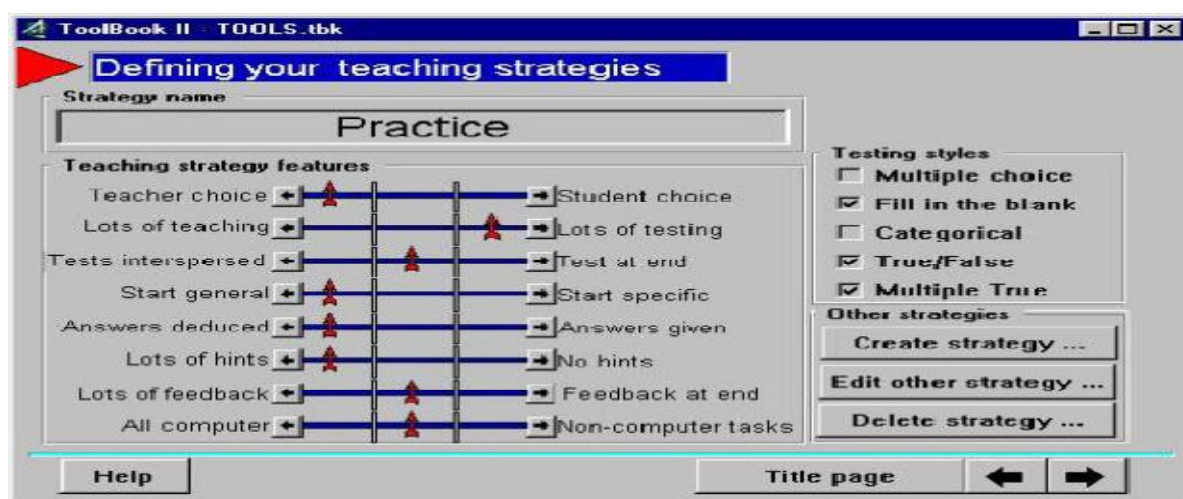 ToolBook II - TOOLS.tbk
Defining your teaching strategies
Strategy name
Practice
Teaching strategy features
Teacher choice Student choice
Lots of teaching Lots of testing
Tests interspersed Test at end
Start general Start specific
Answers deduced Answers given
Lots of hints No hints
Lots of feedback Feedback at end
All computer Non-computer tasks
Testing styles
Multiple choice
Fill in the blank
Categorical
True/False
Multiple True
Other strategies
Create strategy ...
Edit other strategy ...
Delete strategy ...
Help
Title page